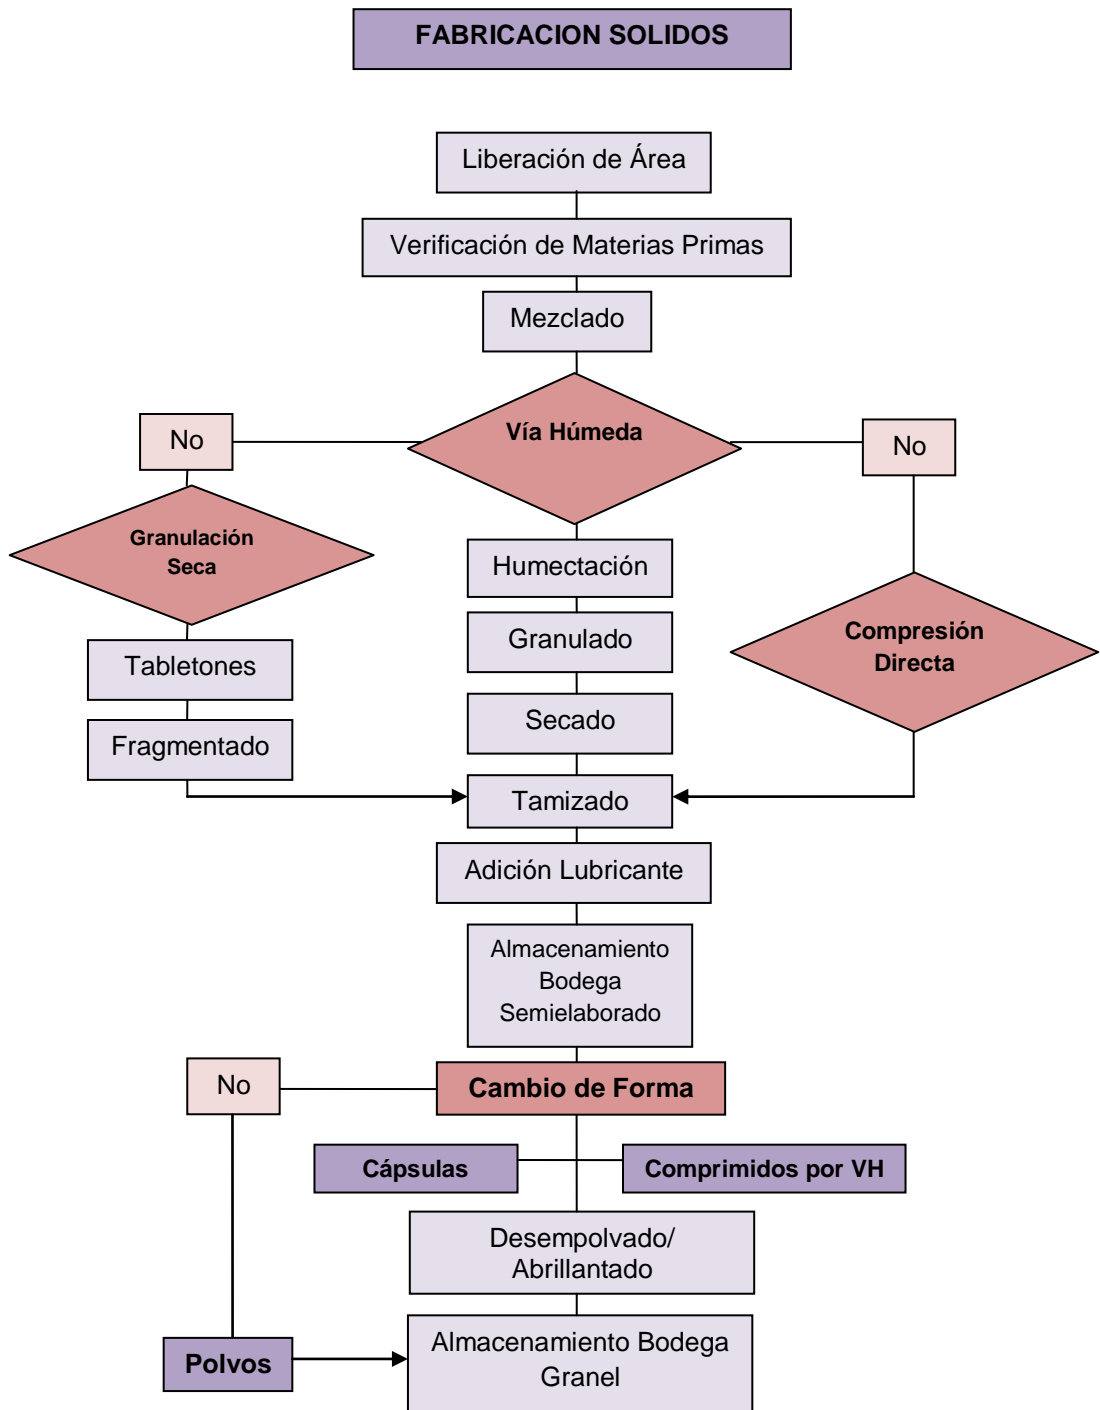 FABRICACION SOLIDOS
Liberación de Área
Verificación de Materias Primas
Mezclado
Vía Húmeda
No
No
Granulación
Seca
Humectación
Granulado
Compresión
Directa
Tabletones
Secado
Fragmentado
Tamizado
Adición Lubricante
Almacenamiento
Bodega
Semielaborado
No
Cambio de Forma
Cápsulas
Comprimidos por VH
Desempolvado/
Abrillantado
Polvos
Almacenamiento Bodega
Granel